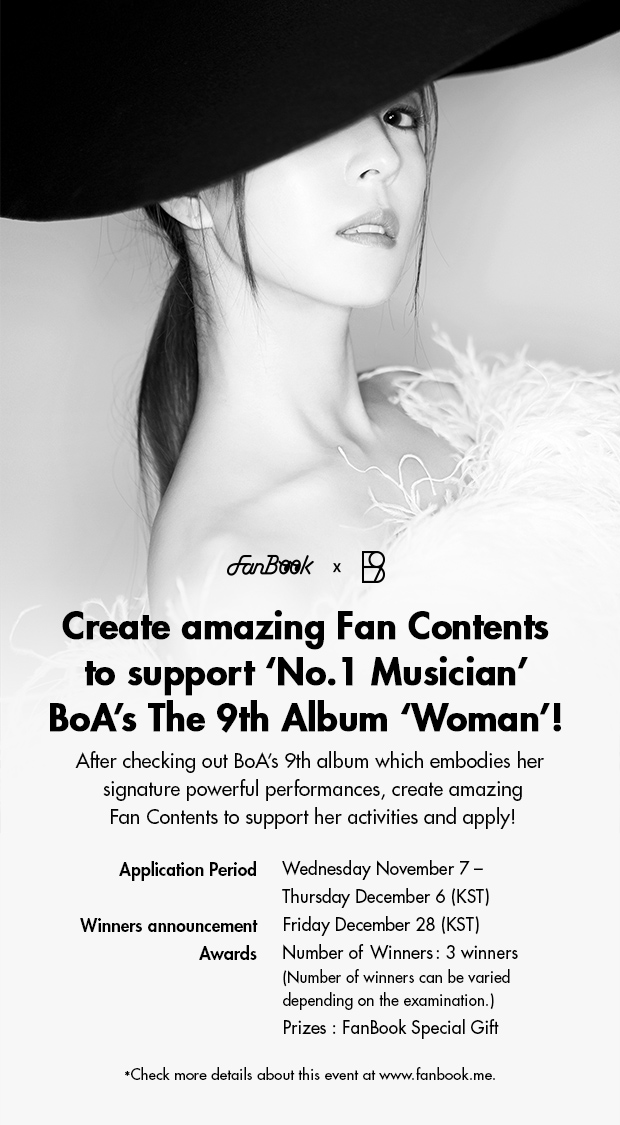 FanBook x B9
Create amazing Fan Contents
to support ‘No.1 Musician’
BoA’s The 9th Album ‘Woman’!
After checking out BoA’s 9th album which embodies her
signature powerful performances, create amazing
Fan Contents to support her activities and apply!
Application Period Wednesday November 7 –
Thursday December 6 (KST)
Winners announcement Friday December 28 (KST)
Awards Number of Winners : 3 winners
(Number of winners can be varied
depending on the examination.)
Prizes : FanBook Special Gift
*Check more details about this event at www.fanbook.me.